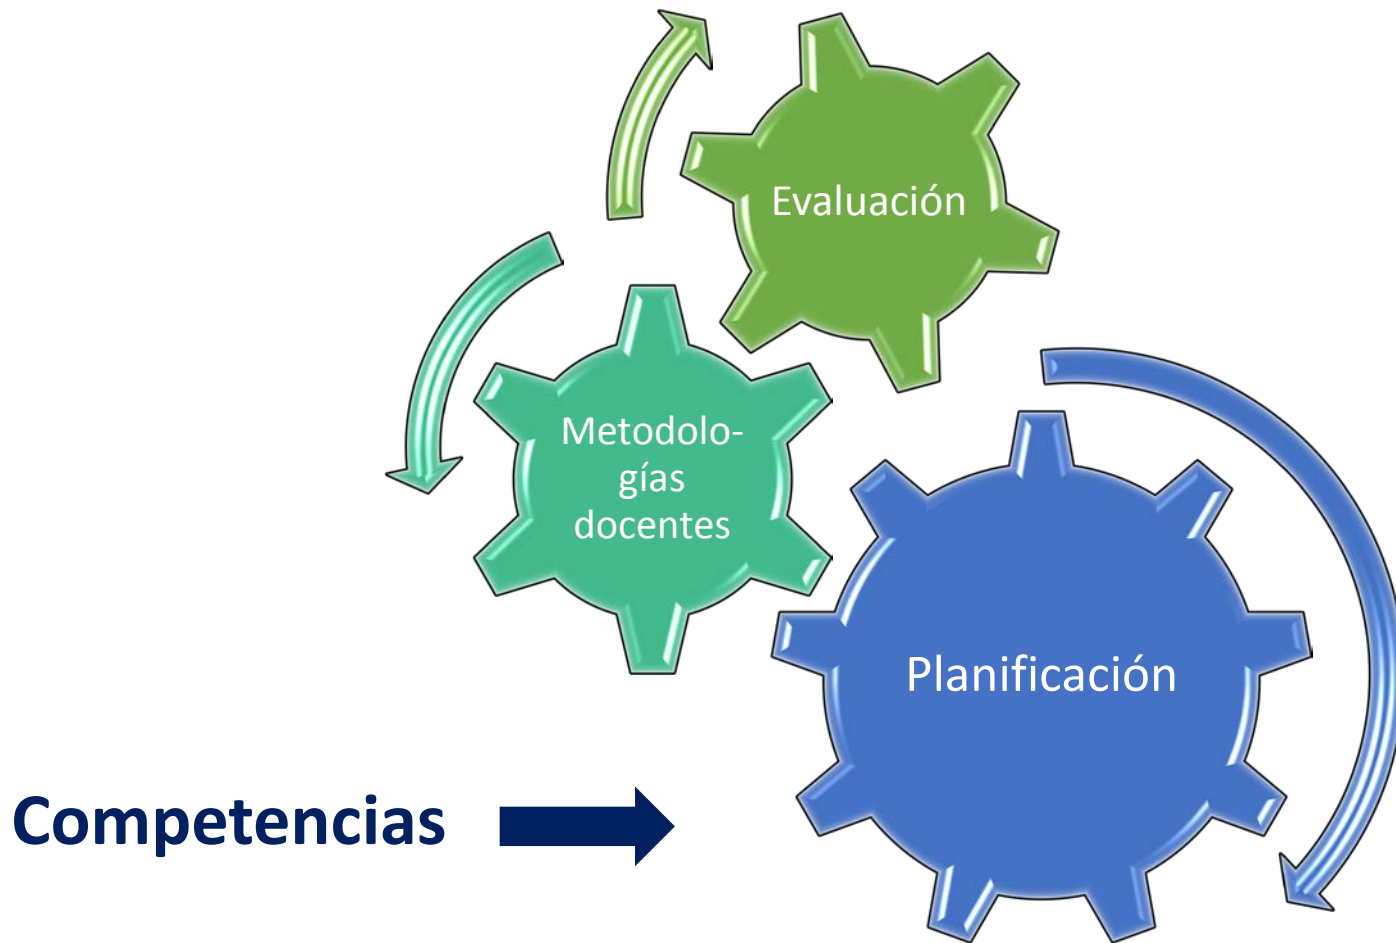 Evaluación
Metodolo-
gías
docentes
Planificación
Competencias